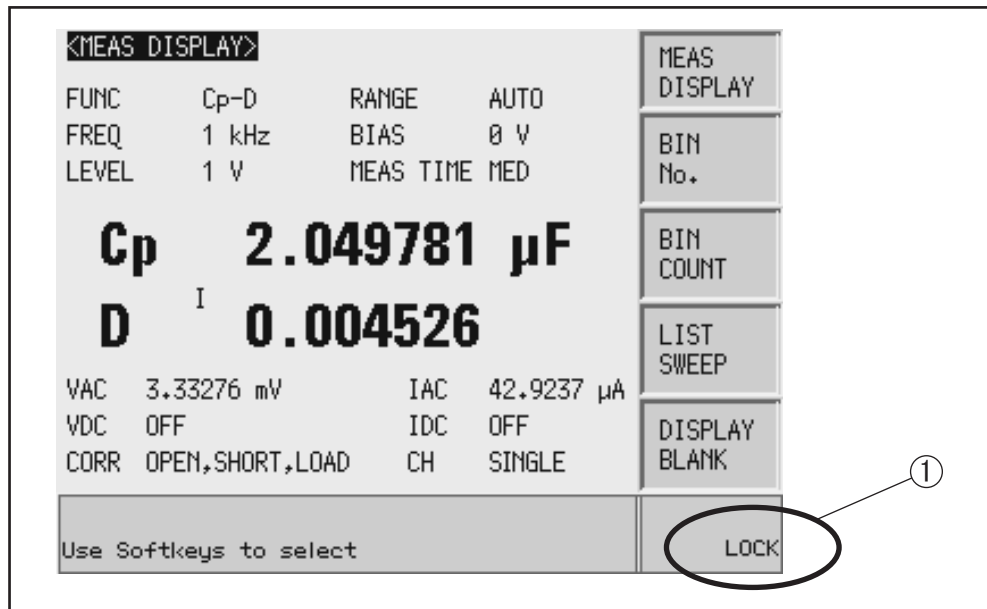 <MEAS DISPLAY>
FUNC Cp-D RANGE AUTO
FREQ 1 kHz BIAS 0 V
LEVEL 1 V MEAS TIME MED
Cp 2.049781 µF
D I 0.004526
VAC 3.33276 mV IAC 42.9237 µA
VDC OFF IDC OFF
CORR OPEN,SHORT,LOAD CH SINGLE
Use Softkeys to select
MEAS
DISPLAY
BIN
No.
BIN
COUNT
LIST
SWEEP
DISPLAY
BLANK
LOCK
①